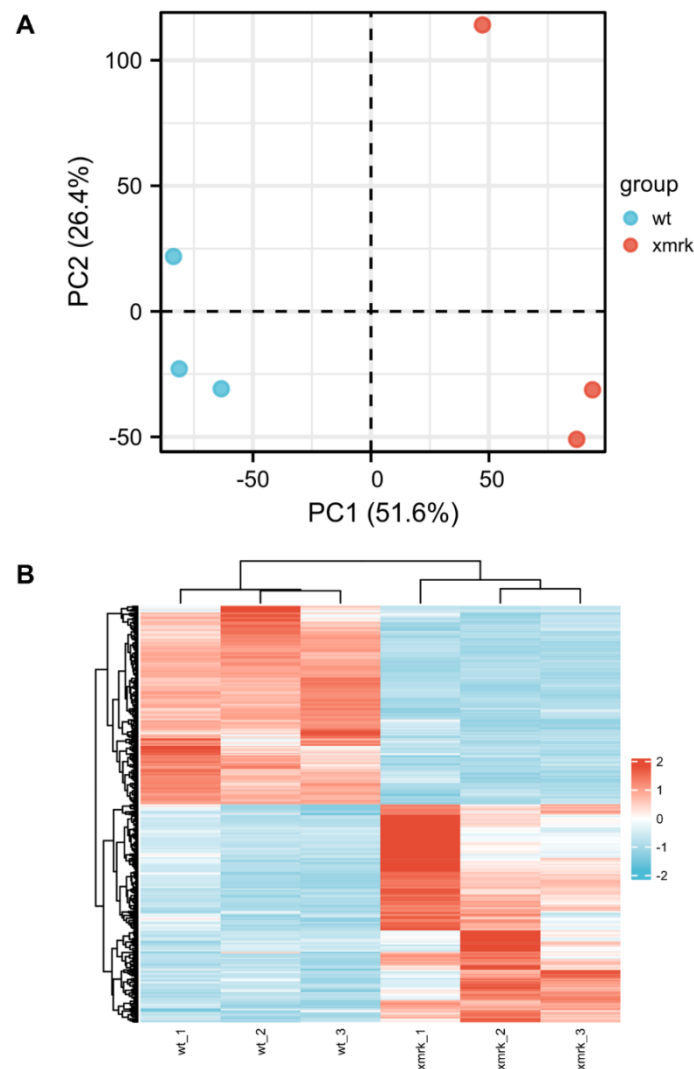 A
100
50
0
-50
PC2 (26.4%)
-50
0
50
PC1 (51.6%)
group
wt
xmrk
B
2
1
0
-1
-2
wt_1
wt_2
wt_3
xmrk_1
xmrk_2
xmrk_3